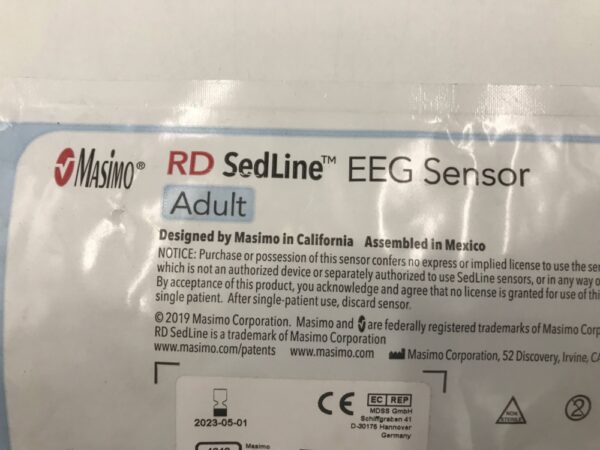 Masimo® RD SedLine™ EEG Sensor
Adult
Designed by Masimo in California Assembled in Mexico
NOTICE: Purchase or possession of this sensor confers no express or implied license to use the
which is not an authorized device or separately authorized to use SedLine sensors, or in any way
By acceptance of this product, you acknowledge and agree that no license is granted for use of
single patient. After single-patient use, discard sensor.
© 2019 Masimo Corporation. Masimo and are federally registered trademarks of Masimo
RD SedLine is a trademark of Masimo Corporation
www.masimo.com/patents www.masimo.com Masimo Corporation, 52 Discovery, Irvine,
2023-05-01
CE
EC REP
MDSS GmbH
Schiffgraben 41
D-30175 Hannover
Germany
NON
STERILE
2
Masimo